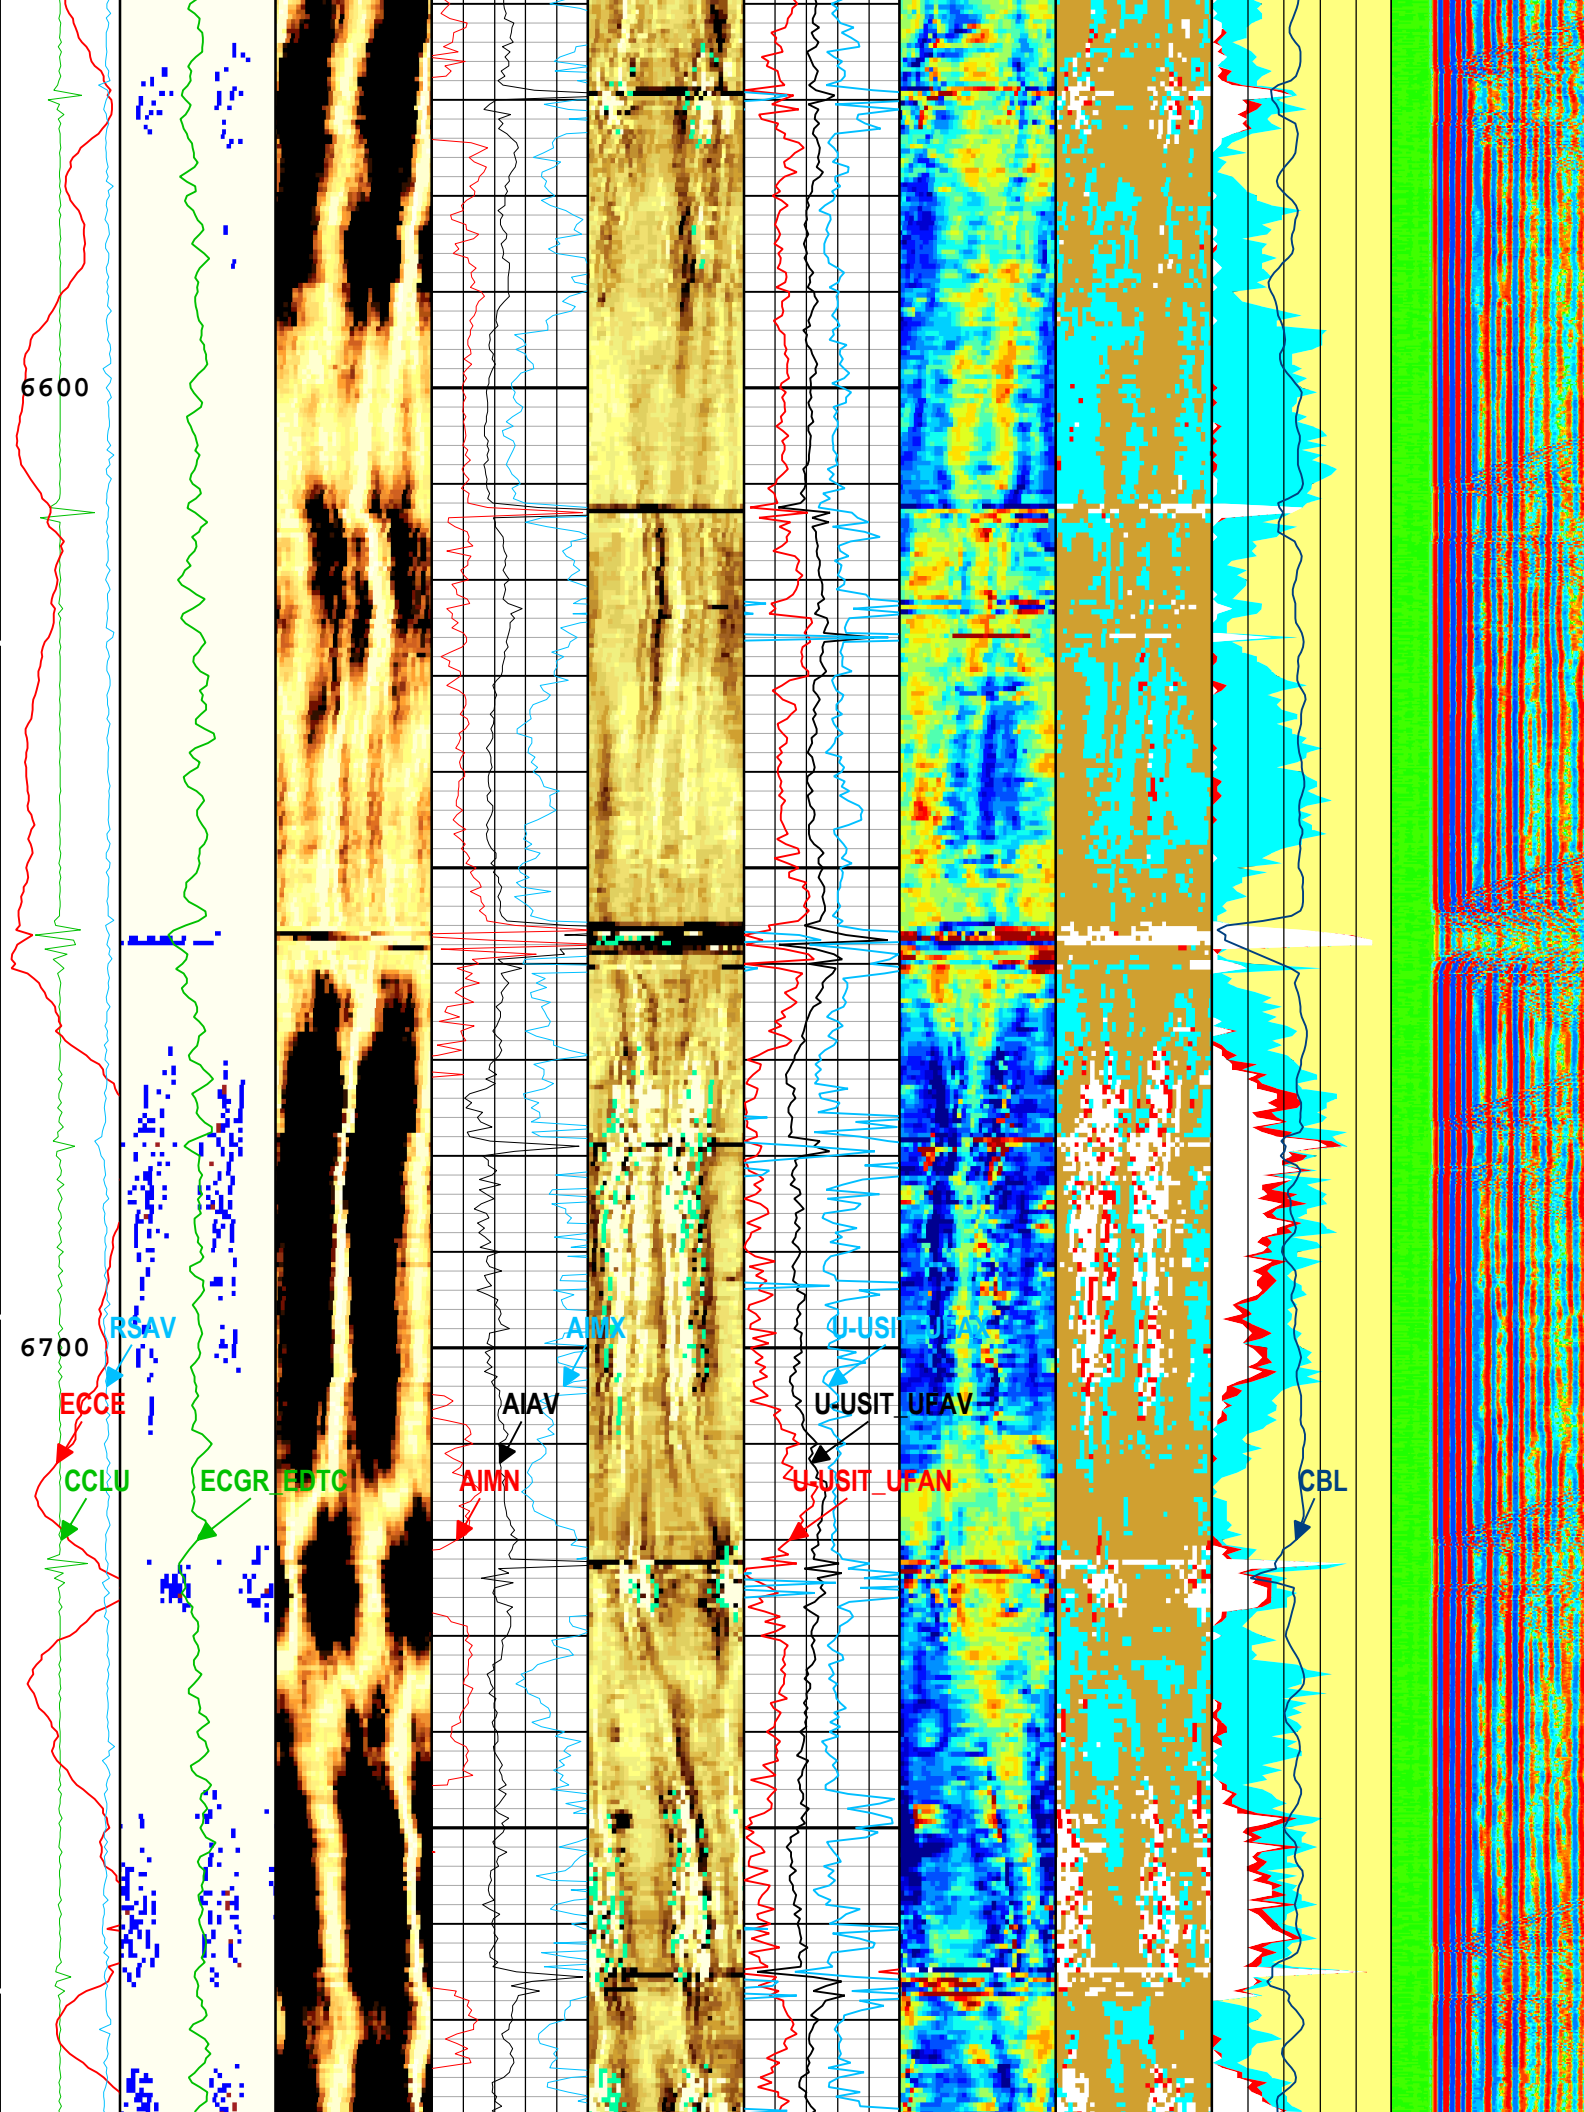 6600
RSAV AIMX U-USIT_UFAX
6700
ECCE AIAV U-USIT_UFAV
CCLU ECGR_EDTC AIMN U-USIT_UFAN CBL